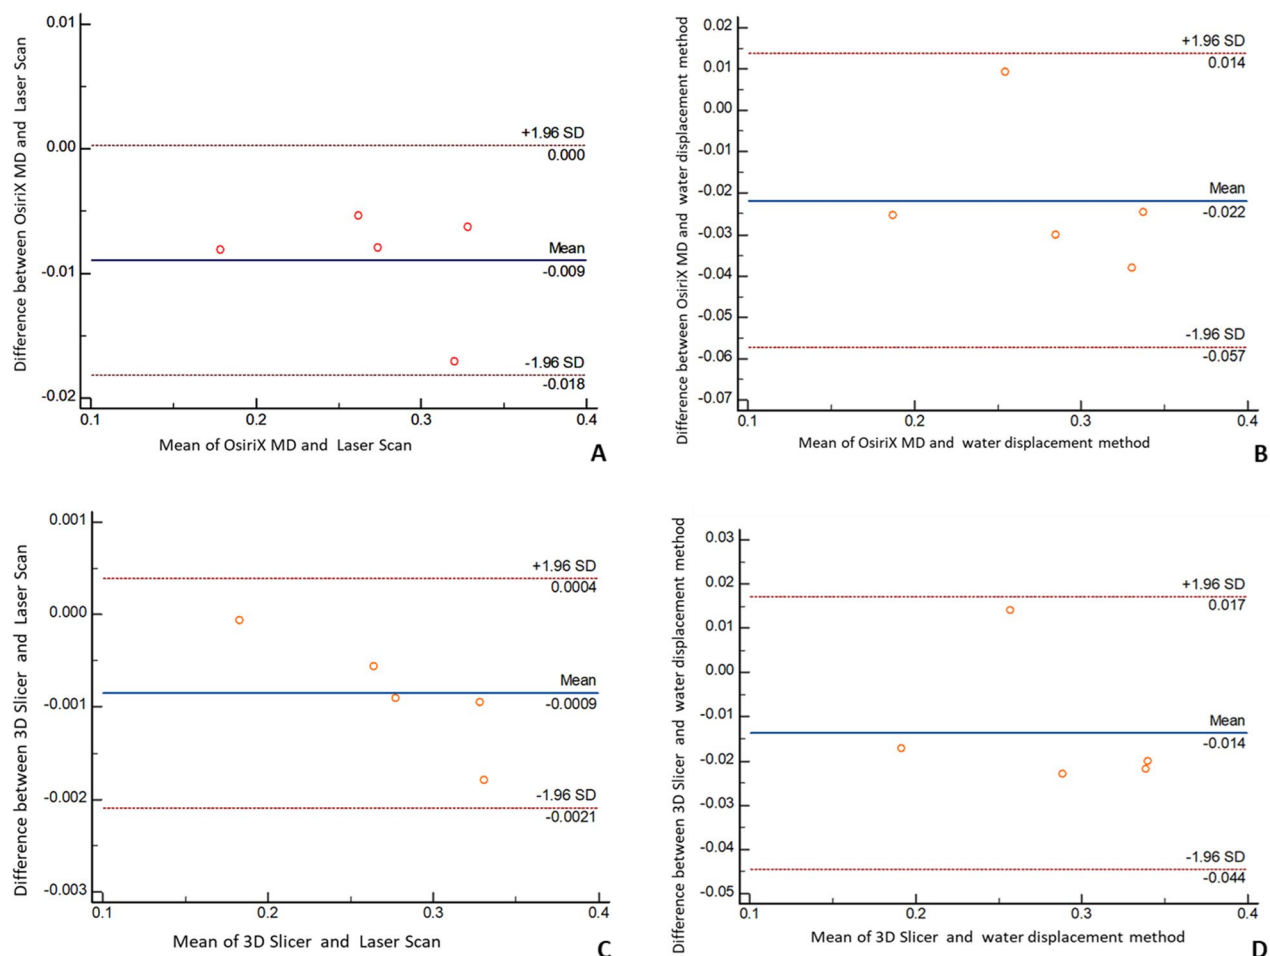 Difference between OsiriX MD and Laser Scan
0.01
0.00
-0.01
-0.02
+1.96 SD
0.000
Mean
-0.009
-1.96 SD
-0.018
0.1 0.2 0.3 0.4
Mean of OsiriX MD and Laser Scan
A
Difference between OsiriX MD and water displacement method
0.02
0.01
0.00
-0.01
-0.02
-0.03
-0.04
-0.05
-0.06
-0.07
+1.96 SD
0.014
Mean
-0.022
-1.96 SD
-0.057
0.1 0.2 0.3 0.4
Mean of OsiriX MD and water displacement method
B
Difference between 3D Slicer and Laser Scan
0.001
0.000
-0.001
-0.002
-0.003
+1.96 SD
0.0004
Mean
-0.0009
-1.96 SD
-0.0021
0.1 0.2 0.3 0.4
Mean of 3D Slicer and Laser Scan
C
Difference between 3D Slicer and water displacement method
0.03
0.02
0.01
0.00
-0.01
-0.02
-0.03
-0.04
-0.05
+1.96 SD
0.017
Mean
-0.014
-1.96 SD
-0.044
0.1 0.2 0.3 0.4
Mean of 3D Slicer and water displacement method
D